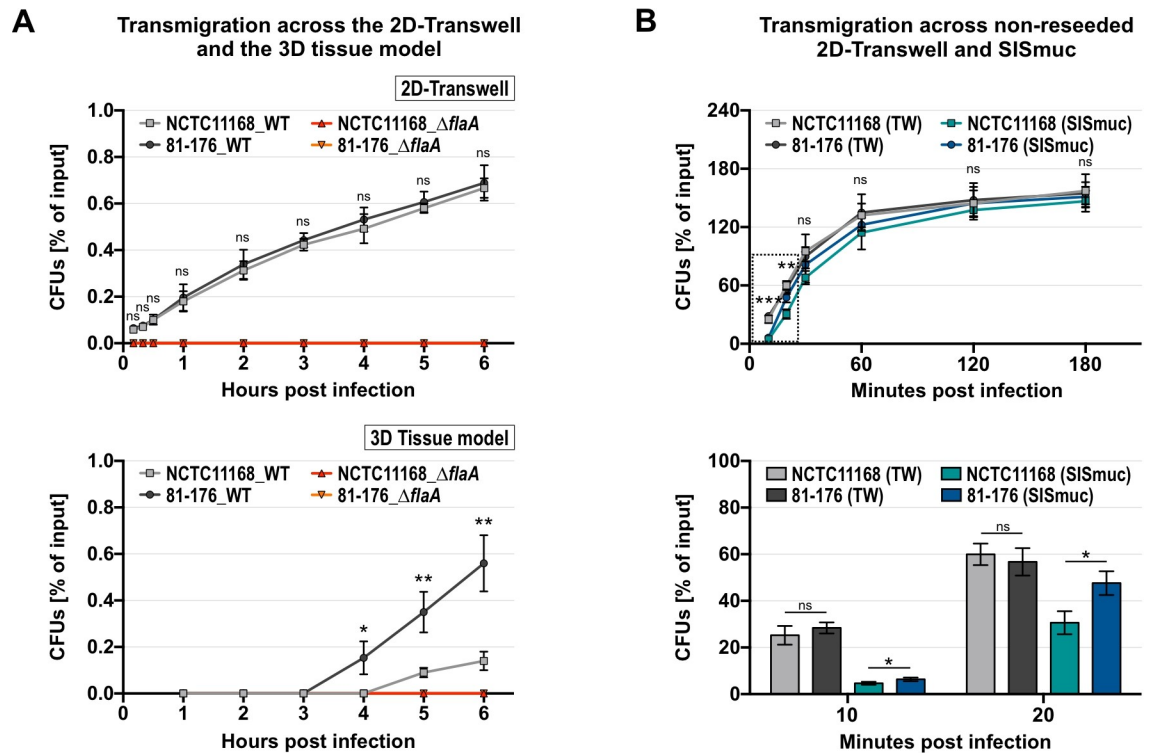 A
Transmigration across the 2D-Transwell
and the 3D tissue model
2D-Transwell
NCTC11168_WT
NCTC11168_ΔflaA
81-176_WT
81-176_ΔflaA
CFUs [% of input]
1.0
0.8
0.6
0.4
0.2
0.0
ns
ns
ns
ns
ns
ns
ns
ns
ns
0
1
2
3
4
5
6
Hours post infection
3D Tissue model
NCTC11168_WT
NCTC11168_ΔflaA
81-176_WT
81-176_ΔflaA
CFUs [% of input]
1.0
0.8
0.6
0.4
0.2
0.0
*
**
**
0
1
2
3
4
5
6
Hours post infection
B
Transmigration across non-reseeded
2D-Transwell and SISmuc
NCTC11168 (TW)
NCTC11168 (SISmuc)
81-176 (TW)
81-176 (SISmuc)
CFUs [% of input]
240
180
120
60
0
***
**
ns
ns
ns
ns
0
60
120
180
Minutes post infection
NCTC11168 (TW)
NCTC11168 (SISmuc)
81-176 (TW)
81-176 (SISmuc)
CFUs [% of input]
100
80
60
40
20
0
ns
*
ns
*
10
20
Minutes post infection